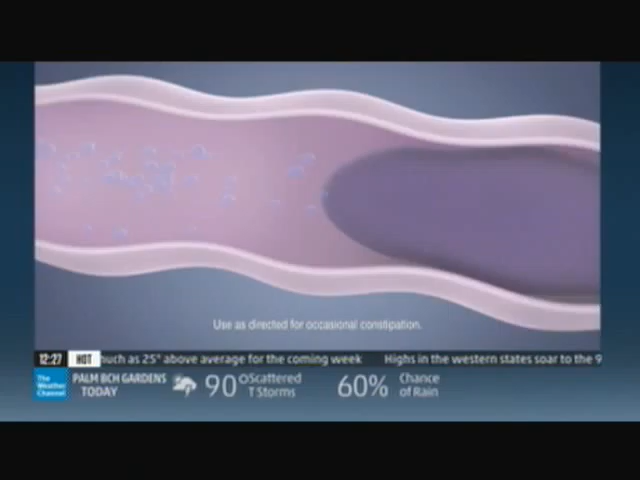 Use as directed for occasional constipation.
12:27 HOT much as 25° above average for the coming week Highs in the western states soar to the 9
The Weather Channel
PALM BCH GARDENS TODAY
90° Scattered T Storms
60% Chance of Rain